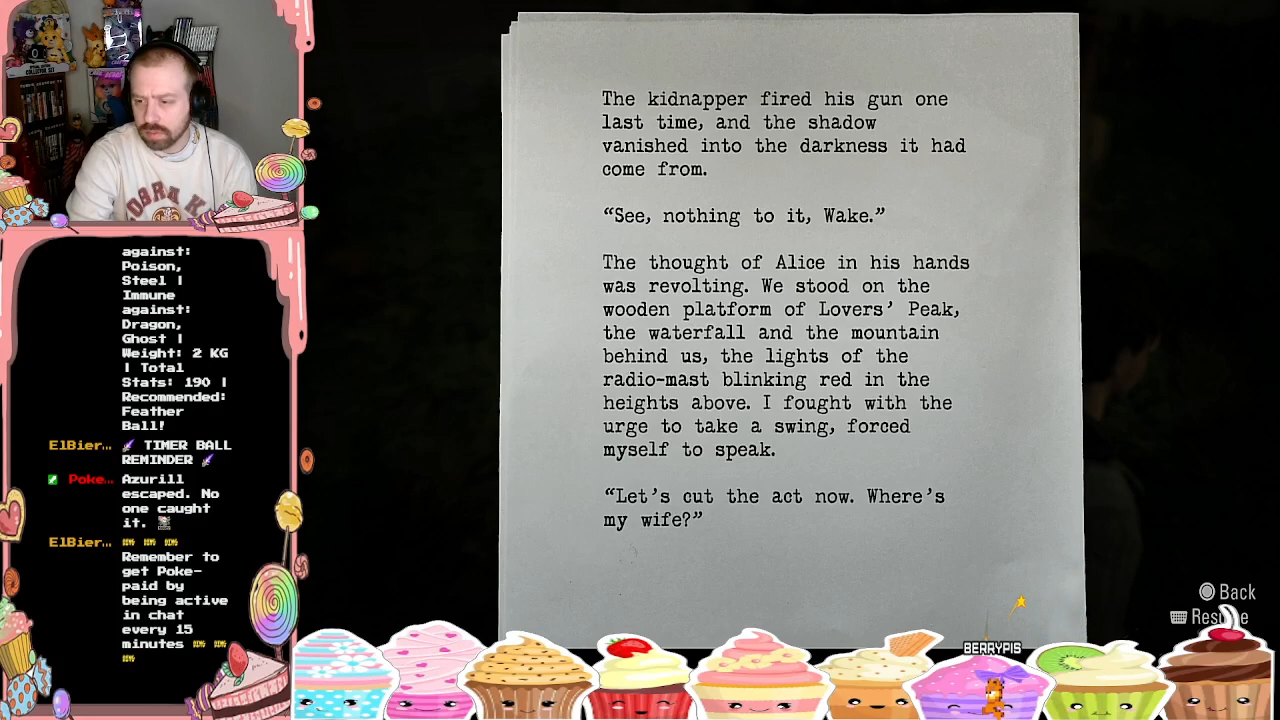 The kidnapper fired his gun one
last time, and the shadow
vanished into the darkness it had
come from.
“See, nothing to it, Wake.”
The thought of Alice in his hands
was revolting. We stood on the
wooden platform of Lovers’ Peak,
the waterfall and the mountain
behind us, the lights of the
radio-mast blinking red in the
heights above. I fought with the
urge to take a swing, forced
myself to speak.
“Let’s cut the act now. Where’s
my wife?”
against:
Poison,
Steel |
Immune
against:
Dragon,
Ghost |
Weight: 2 KG
| Total
Stats: 190 |
Recommended:
Feather
Ball!
ElBier... TIMER BALL
REMINDER
Poke... Azurill
escaped. No
one caught
it.
ElBier...
Remember to
get Poke-
paid by
being active
in chat
every 15
minutes
Back
BERRYPIS